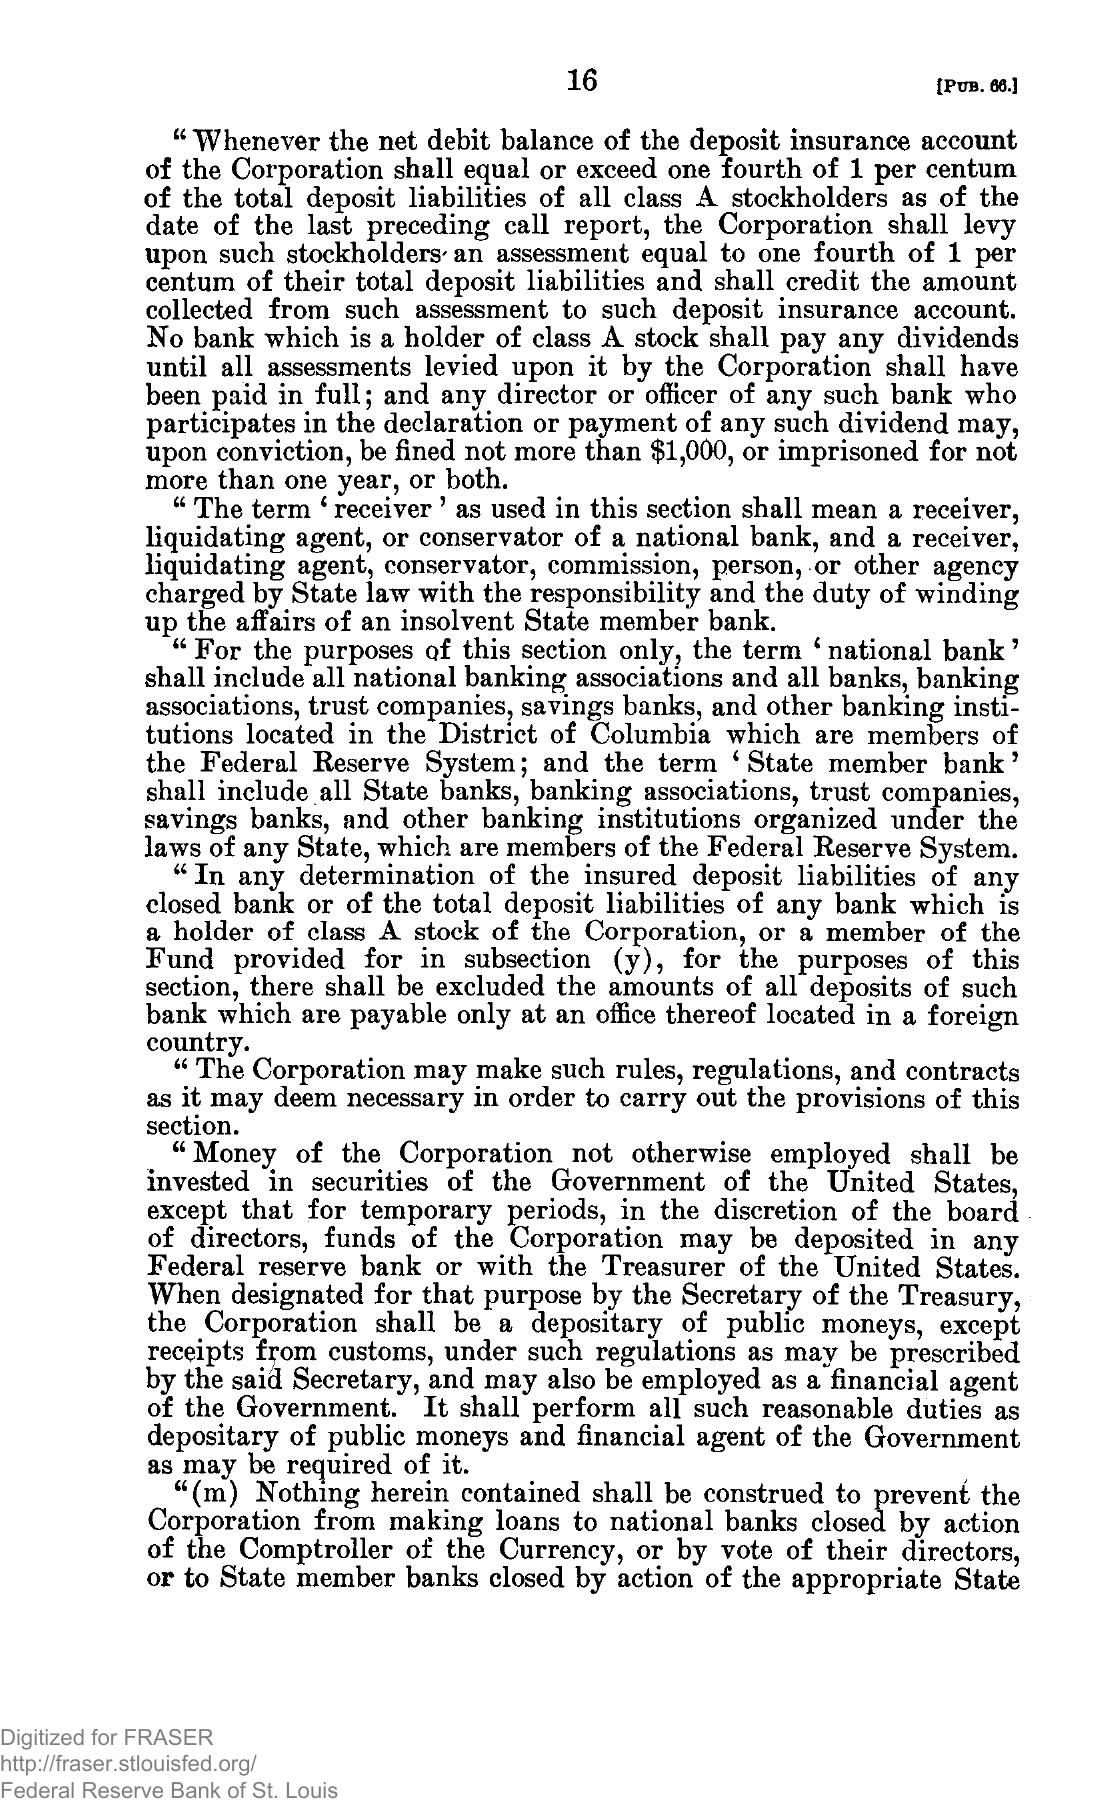 16
[PUB. 66.]
“Whenever the net debit balance of the deposit insurance account
of the Corporation shall equal or exceed one fourth of 1 per centum
of the total deposit liabilities of all class A stockholders as of the
date of the last preceding call report, the Corporation shall levy
upon such stockholders an assessment equal to one fourth of 1 per
centum of their total deposit liabilities and shall credit the amount
collected from such assessment to such deposit insurance account.
No bank which is a holder of class A stock shall pay any dividends
until all assessments levied upon it by the Corporation shall have
been paid in full; and any director or officer of any such bank who
participates in the declaration or payment of any such dividend may,
upon conviction, be fined not more than $1,000, or imprisoned for not
more than one year, or both.
“The term ‘receiver’ as used in this section shall mean a receiver,
liquidating agent, or conservator of a national bank, and a receiver,
liquidating agent, conservator, commission, person, or other agency
charged by State law with the responsibility and the duty of winding
up the affairs of an insolvent State member bank.
“For the purposes of this section only, the term ‘national bank’
shall include all national banking associations and all banks, banking
associations, trust companies, savings banks, and other banking insti-
tutions located in the District of Columbia which are members of
the Federal Reserve System; and the term ‘State member bank’
shall include all State banks, banking associations, trust companies,
savings banks, and other banking institutions organized under the
laws of any State, which are members of the Federal Reserve System.
“In any determination of the insured deposit liabilities of any
closed bank or of the total deposit liabilities of any bank which is
a holder of class A stock of the Corporation, or a member of the
Fund provided for in subsection (y), for the purposes of this
section, there shall be excluded the amounts of all deposits of such
bank which are payable only at an office thereof located in a foreign
country.
“The Corporation may make such rules, regulations, and contracts
as it may deem necessary in order to carry out the provisions of this
section.
“Money of the Corporation not otherwise employed shall be
invested in securities of the Government of the United States,
except that for temporary periods, in the discretion of the board
of directors, funds of the Corporation may be deposited in any
Federal reserve bank or with the Treasurer of the United States.
When designated for that purpose by the Secretary of the Treasury,
the Corporation shall be a depositary of public moneys, except
receipts from customs, under such regulations as may be prescribed
by the said Secretary, and may also be employed as a financial agent
of the Government. It shall perform all such reasonable duties as
depositary of public moneys and financial agent of the Government
as may be required of it.
“(m) Nothing herein contained shall be construed to prevent the
Corporation from making loans to national banks closed by action
of the Comptroller of the Currency, or by vote of their directors,
or to State member banks closed by action of the appropriate State
Digitized for FRASER
http://fraser.stlouisfed.org/
Federal Reserve Bank of St. Louis